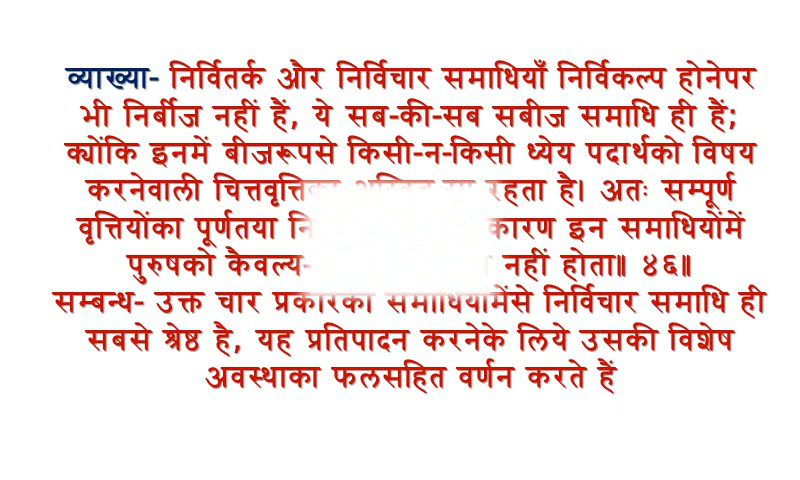 व्याख्या- निर्वितर्क और निर्विचार समाधियाँ निर्विकल्प होनेपर
भी निर्बीज नहीं हैं, ये सब-की-सब सबीज समाधि ही हैं;
क्योंकि इनमें बीजरूपसे किसी-न-किसी ध्येय पदार्थको विषय
करनेवाली रहता है। अतः सम्पूर्ण
वृत्तियोंका पूर्णतया इन समाधियोंमें
पुरुषको कैवल्य- नहीं होता॥ ४६॥
सम्बन्ध- उक्त चार प्रकारकी समाधियोंमेंसे निर्विचार समाधि ही
सबसे श्रेष्ठ है, यह प्रतिपादन करनेके लिये उसकी विशेष
अवस्थाका फलसहित वर्णन करते हैं